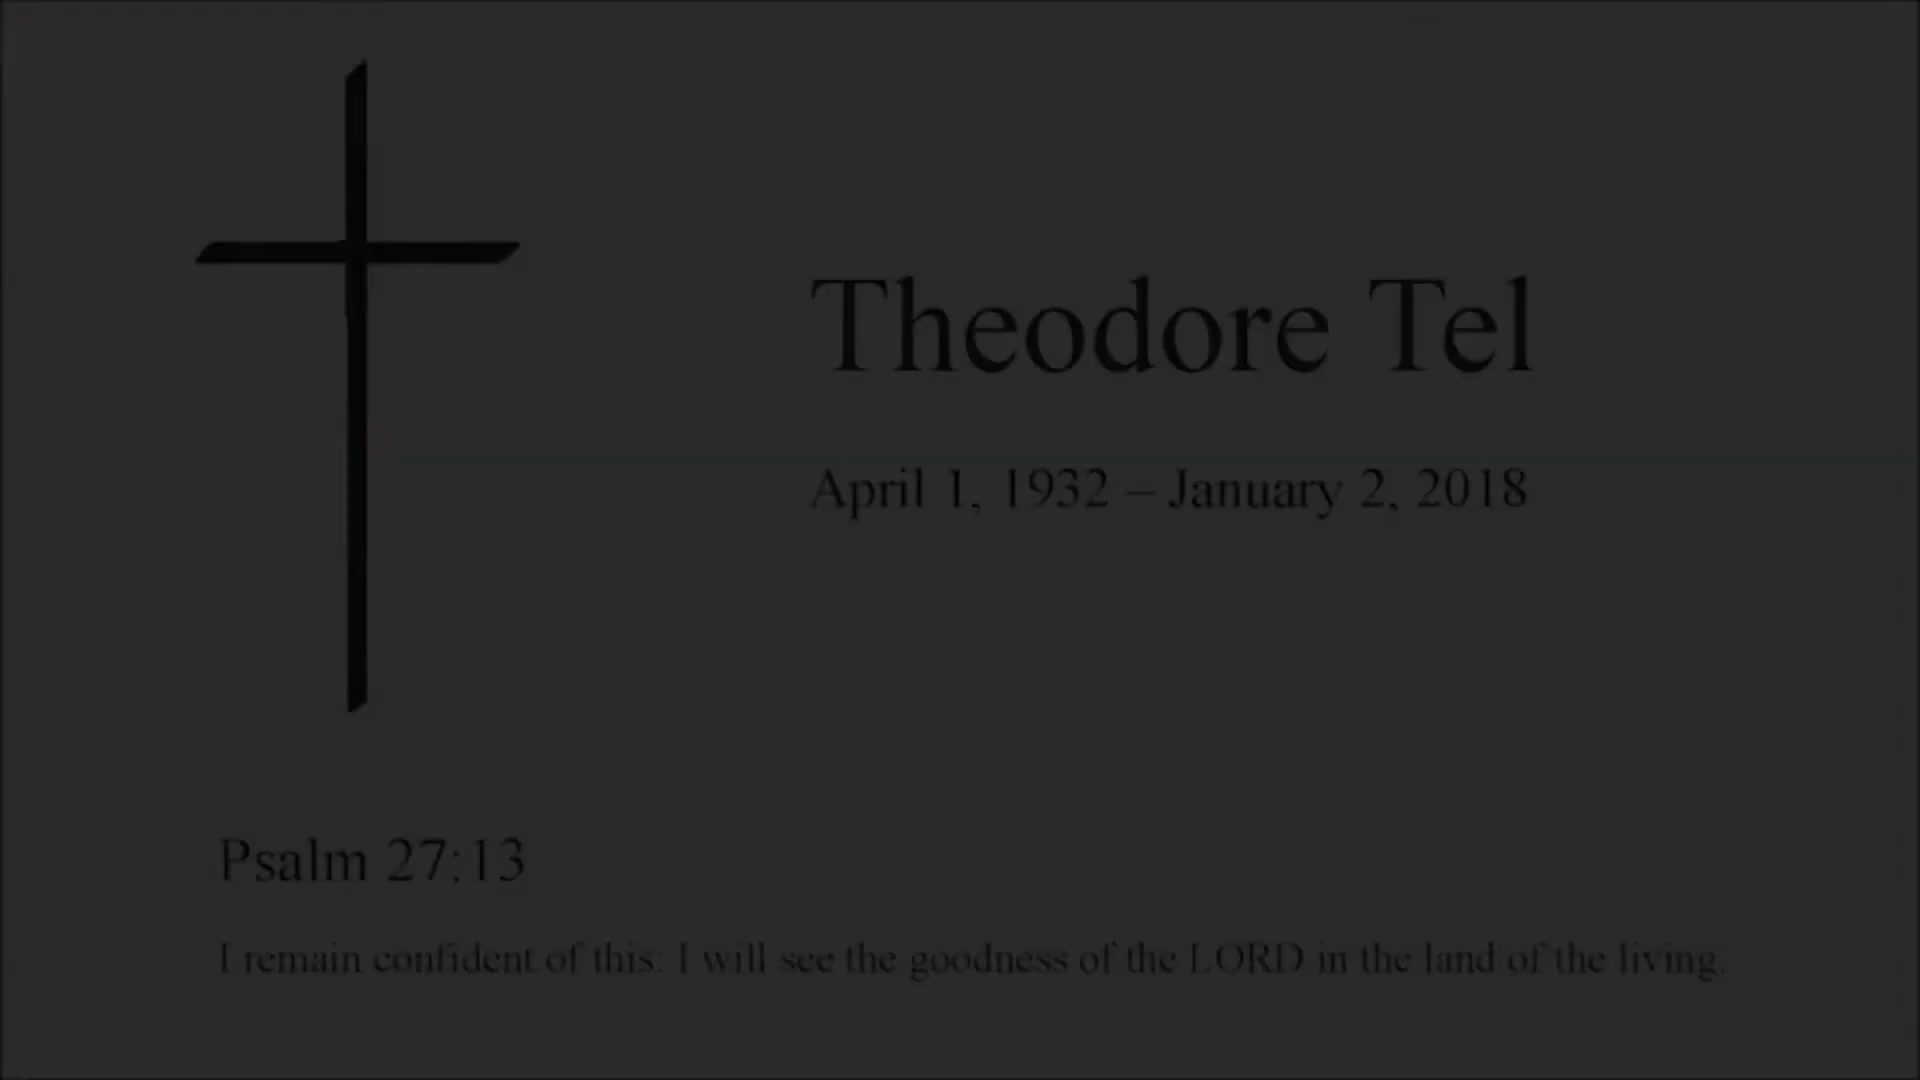 Theodore Tel
April 1, 1932 – January 2, 2018
Psalm 27:13
I remain confident of this: I will see the goodness of the LORD in the land of the living.